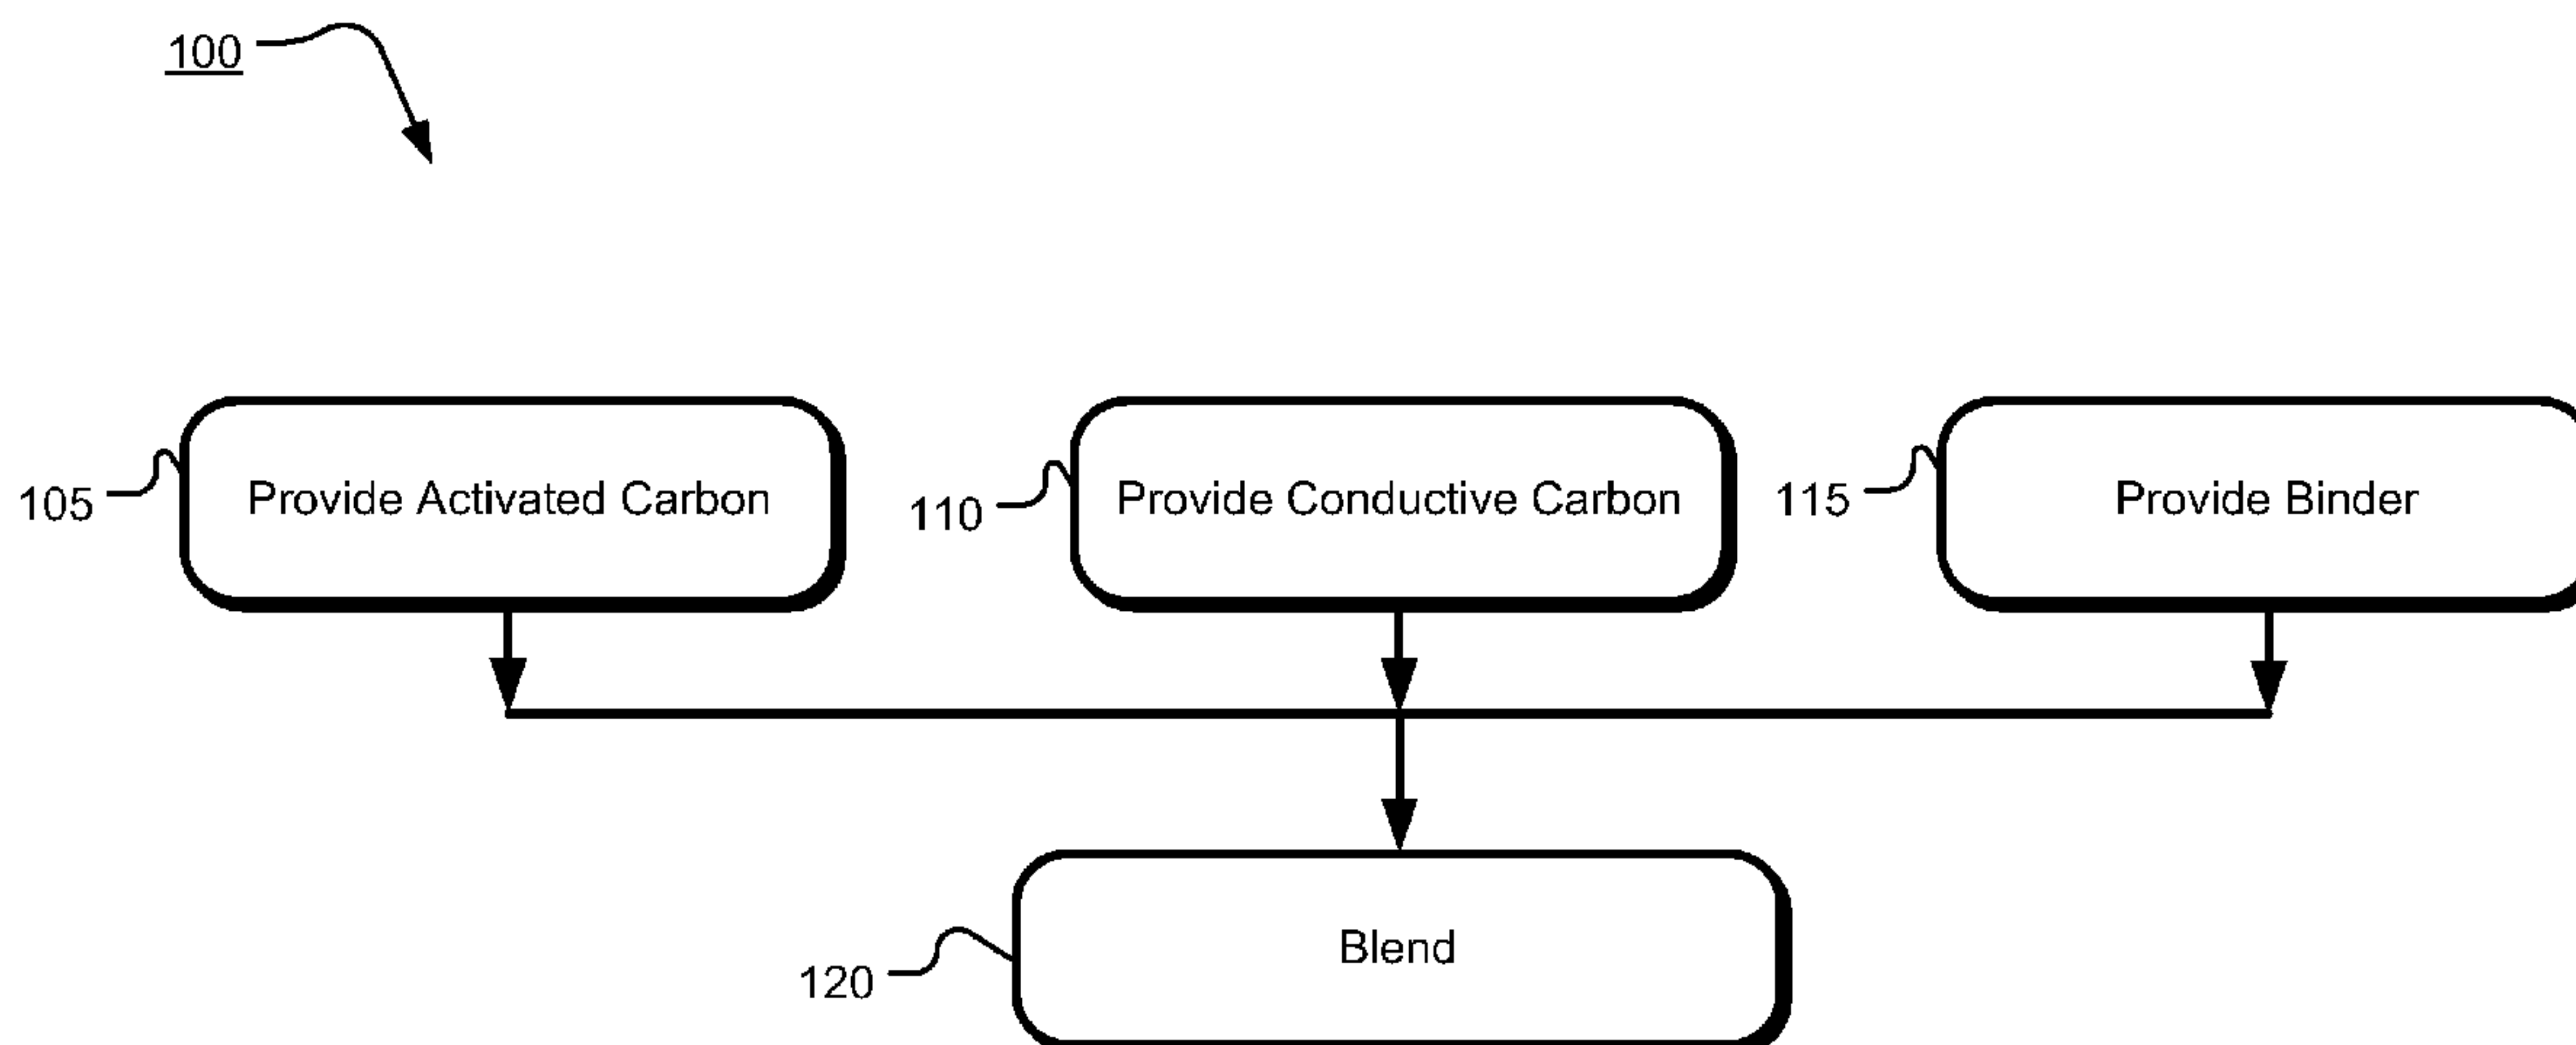 100
105 Provide Activated Carbon
110 Provide Conductive Carbon
115 Provide Binder
120 Blend